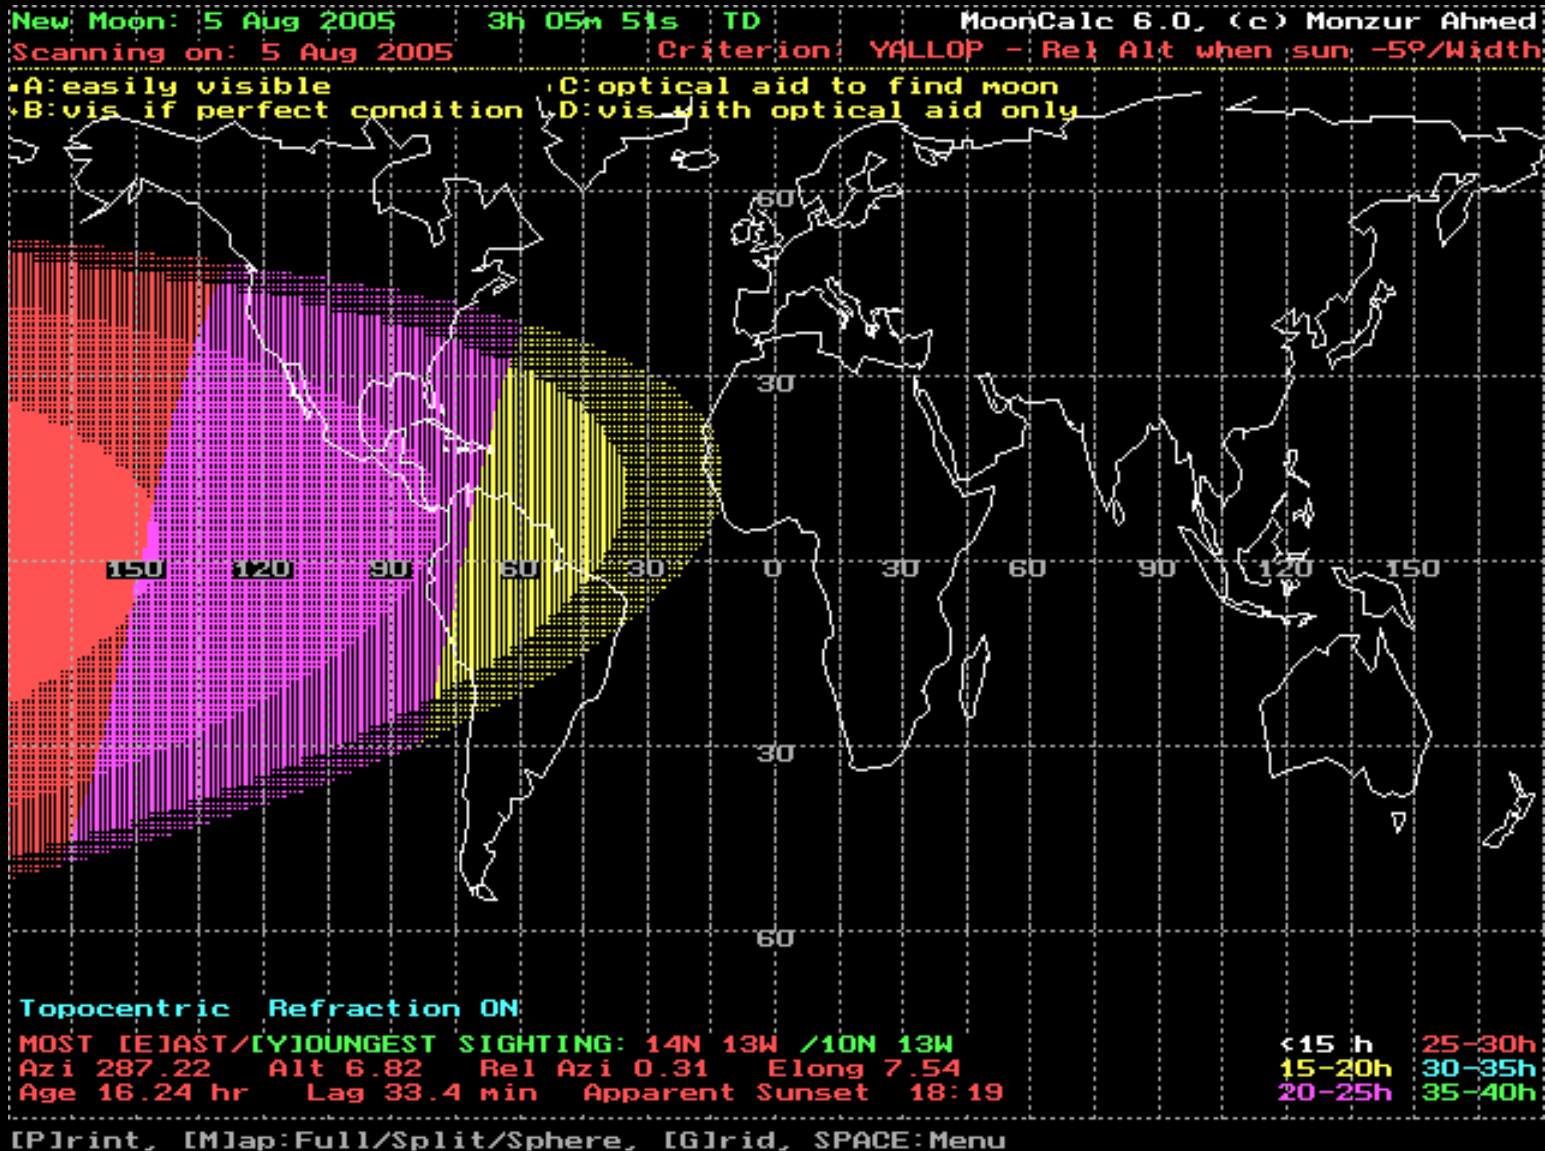 New Moon: 5 Aug 2005 3h 05m 51s TD MoonCalc 6.0, (c) Monzur Ahmed
Scanning on: 5 Aug 2005 Criterion: YALLOP - Rel Alt when sun -5º/Width
A:easily visible C:optical aid to find moon
B:vis if perfect condition D:vis with optical aid only
60
30
150 120 90 60 30 0 30 60 90 120 150
30
60
Topocentric Refraction ON
MOST [E]AST/[Y]OUNGEST SIGHTING: 14N 13W /10N 13W <15 h 25-30h
Azi 287.22 Alt 6.82 Rel Azi 0.31 Elong 7.54 15-20h 30-35h
Age 16.24 hr Lag 33.4 min Apparent Sunset 18:19 20-25h 35-40h
[P]rint, [M]ap:Full/Split/Sphere, [G]rid, SPACE:Menu